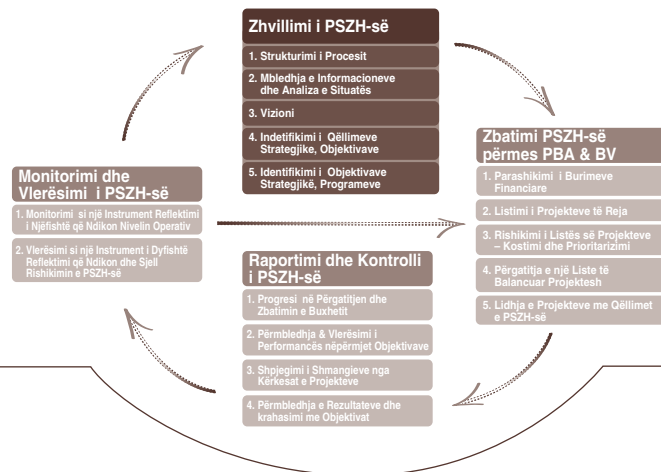 Zhvillimi i PSZH-së
1. Strukturimi i Procesit
2. Mbledhja e Informacioneve
dhe Analiza e Situatës
3. Vizioni
4. Indetifikimi i Qëllimeve
Strategjike, Objektivave
5. Identifikimi i Objektivave
Strategjikë, Programeve
Zbatimi PSZH-së
përmes PBA & BV
1. Parashikimi i Burimeve
Financiare
2. Listimi i Projekteve të Reja
3. Rishikimi i Listës së Projekteve
– Kostimi dhe Prioritarizimi
4. Përgatitja e një Liste të
Balancuar Projektesh
5. Lidhja e Projekteve me Qëllimet
e PSZH-së
Monitorimi dhe
Vlerësimi i PSZH-së
1. Monitorimi si një Instrument Reflektimi
i Njëfishtë që Ndikon Nivelin Operativ
2. Vlerësimi si një Instrument i Dyfishtë
Reflektimi që Ndikon dhe Sjell
Rishikimin e PSZH-së
Raportimi dhe Kontrolli
i PSZH-së
1. Progresi në Përgatitjen dhe
Zbatimin e Buxhetit
2. Përmbledhja & Vlerësimi i
Performancës nëpërmjet Objektivave
3. Shpjegimi i Shmangieve nga
Kërkesat e Projekteve
4. Përmbledhja e Rezultateve dhe
krahasimi me Objektivat